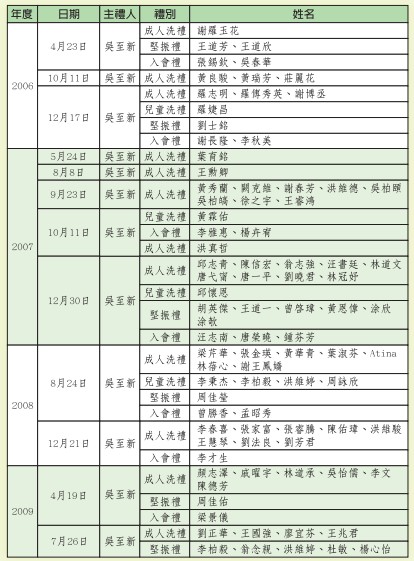 年度 日期 主禮人 禮別 姓名
2006 4月23日 吳至新 成人洗禮 謝羅玉花
堅振禮 王道芳、王道欣
入會禮 張錫欽、吳春華
10月11日 吳至新 成人洗禮 黃良駿、黃瑞芳、莊麗花
12月17日 吳至新 成人洗禮 羅志明、羅傅秀英、謝博丞
兒童洗禮 羅婕昌
堅振禮 劉士銘
入會禮 謝長隆、李秋美
2007 5月24日 吳至新 成人洗禮 葉育銘
8月8日 吳至新 成人洗禮 王勳卿
9月23日 吳至新 成人洗禮 黃秀蘭、闕克維、謝春芳、洪維德、吳柏頤
吳柏皜、徐之宇、王睿鴻
10月11日 吳至新 兒童洗禮 黃霖佑
入會禮 李雅惠、楊卉宥
成人洗禮 洪真哲
12月30日 吳至新 成人洗禮 邱志青、陳信宏、翁志強、汪書廷、林道文
唐弋甯、唐一平、劉曉君、林冠妤
兒童洗禮 邱懷恩
堅振禮 胡英傑、王道一、曾啓璋、黃恩偉、涂欣
涂敏
入會禮 汪志南、唐榮曉、鍾芬芳
2008 8月24日 吳至新 成人洗禮 梁芹華、張金瑛、黃華青、葉淑芬、Atina
林蓓心、謝王鳳嬌
兒童洗禮 李秉杰、李柏毅、洪維婷、周詠欣
堅振禮 周佳瑩
入會禮 曾勝香、孟昭秀
12月21日 吳至新 成人洗禮 李春喜、張家富、張睿騰、陳佑瑋、洪維駿
王慧琴、劉法良、劉芳君
入會禮 李才生
2009 4月19日 吳至新 成人洗禮 顏志澤、戚曜宇、林道承、吳怡儒、李文
陳德芳
堅振禮 周佳佑
入會禮 梁景儀
7月26日 吳至新 成人洗禮 劉正華、王國強、廖宜芬、王兆君
堅振禮 李柏毅、翁念親、洪維婷、杜敏、楊心怡